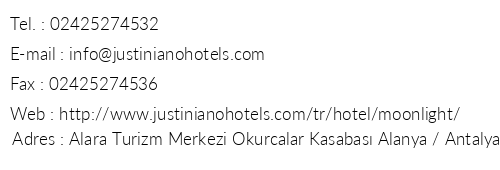 Tel. : 02425274532
E-mail : info@justinianohotels.com
Fax : 02425274536
Web : http://www.justinianohotels.com/tr/hotel/moonlight/
Adres : Alara Turizm Merkezi Okurcalar Kasabası Alanya / Antalya